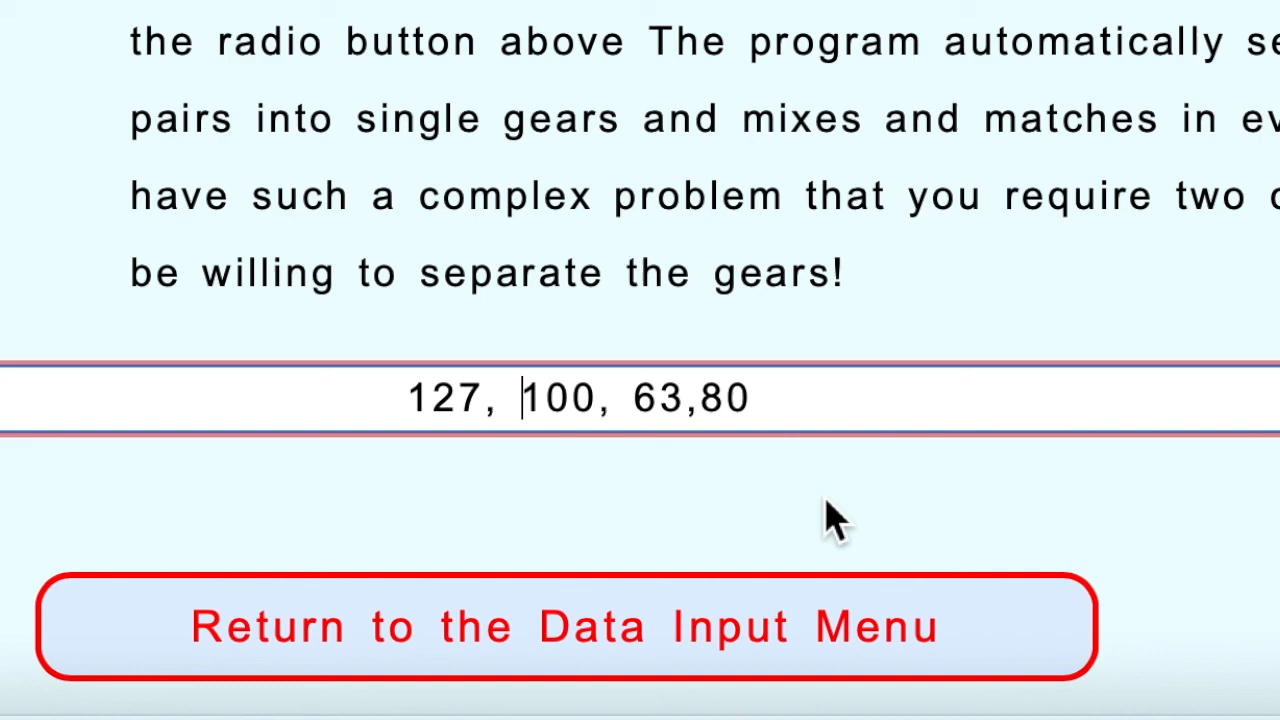 the radio button above The program automatically
pairs into single gears and mixes and matches in
have such a complex problem that you require two
be willing to separate the gears!
127, 100, 63,80
Return to the Data Input Menu